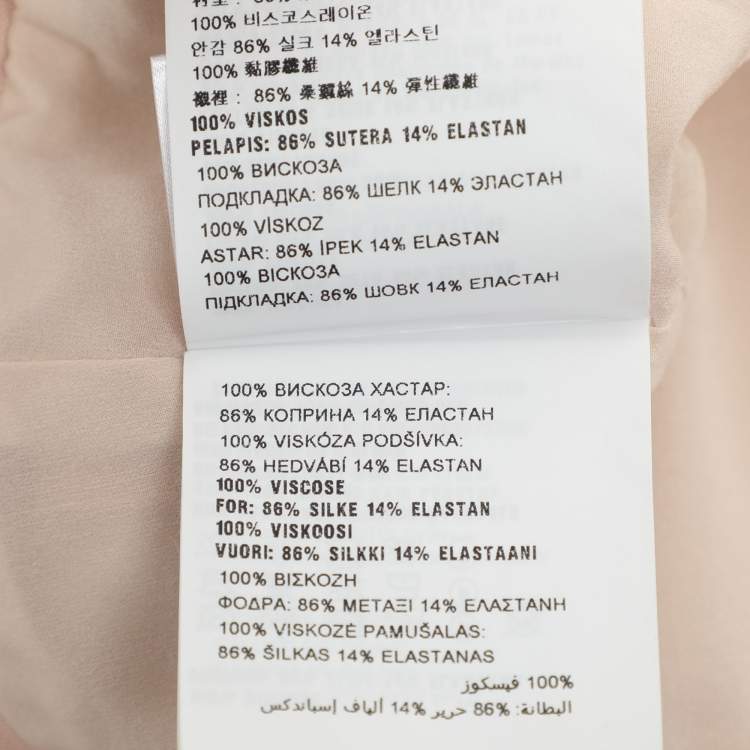 100% 비스코스레이온
안감 86% 실크 14% 엘라스틴
100% 黏膠纖維
襯裡： 86% 桑蠶絲 14% 彈性纖維
100% VISKOS
PELAPIS: 86% SUTERA 14% ELASTAN
100% ВИСКОЗА
ПОДКЛАДКА: 86% ШЕЛК 14% ЭЛАСТАН
100% VİSKOZ
ASTAR: 86% İPEK 14% ELASTAN
100% ВІСКОЗА
ПІДКЛАДКА: 86% ШОВК 14% ЕЛАСТАН
100% ВИСКОЗА ХАСТАР:
86% КОПРИНА 14% ЕЛАСТАН
100% VISKÓZA PODŠÍVKA:
86% HEDVÁBÍ 14% ELASTAN
100% VISCOSE
FOR: 86% SILKE 14% ELASTAN
100% VISKOOSI
VUORI: 86% SILKKI 14% ELASTAANI
100% ΒΙΣΚΟΖΗ
ΦΟΔΡΑ: 86% ΜΕΤΑΞΙ 14% ΕΛΑΣΤΑΝΗ
100% VISKOZĖ PAMUŠALAS:
86% ŠILKAS 14% ELASTANAS
100% فيسكوز
البطانة: 86% حرير 14% ألياف إسباندكس